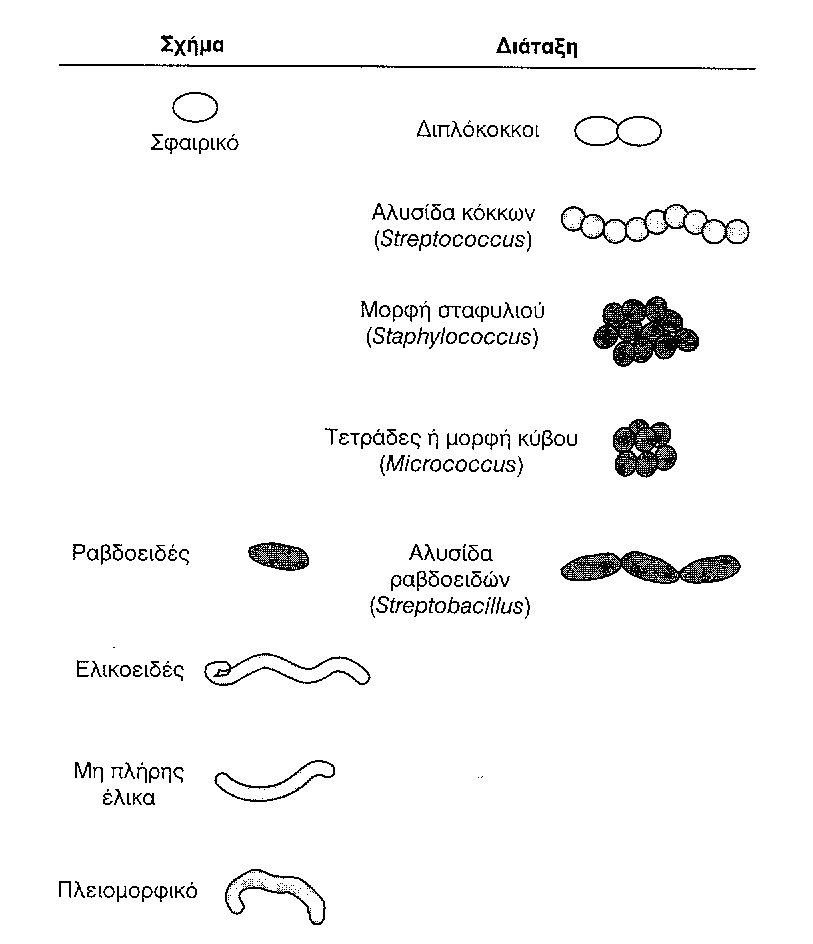 Σχήμα Διάταξη
Σφαιρικό
Διπλόκοκκοι
Αλυσίδα κόκκων
(Streptococcus)
Μορφή σταφυλιού
(Staphylococcus)
Τετράδες ή μορφή κύβου
(Micrococcus)
Ραβδοειδές
Αλυσίδα
ραβδοειδών
(Streptobacillus)
Ελικοειδές
Μη πλήρης
έλικα
Πλειομορφικό